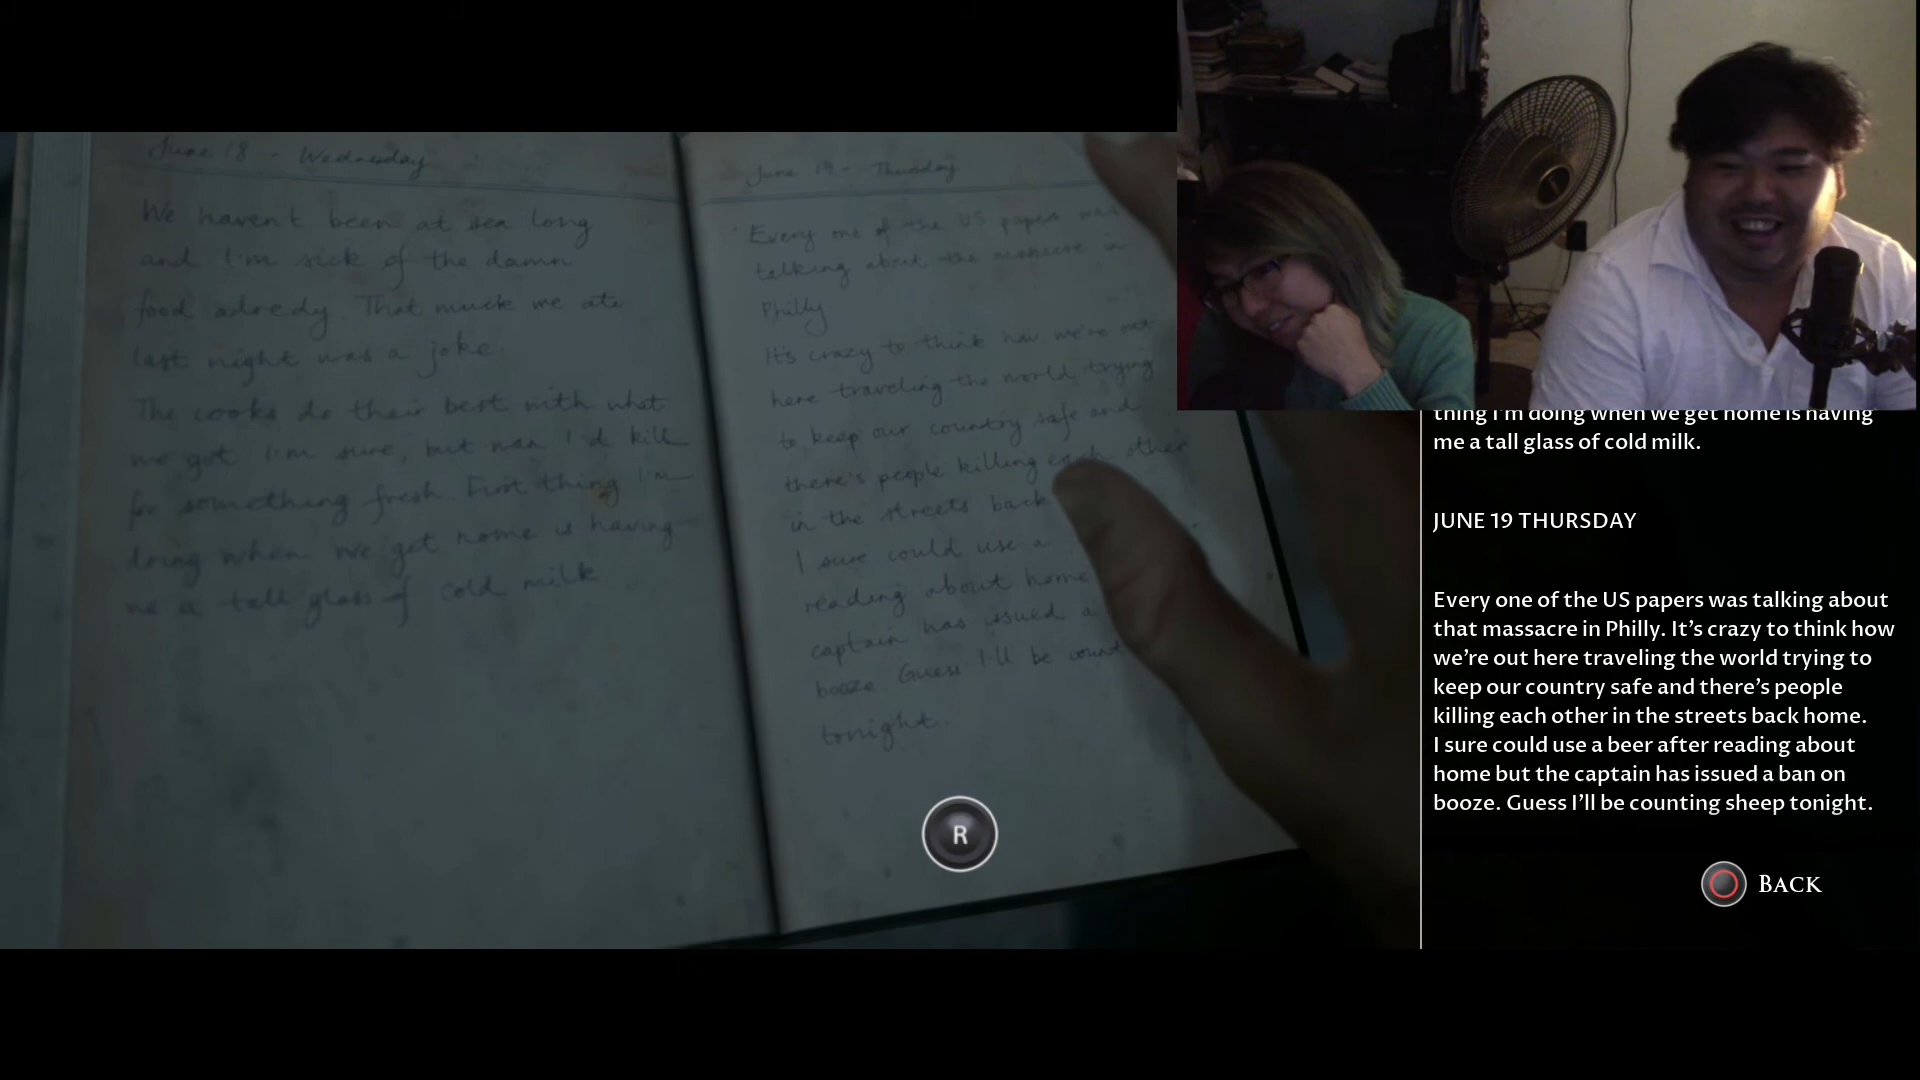 June 18 - Wednesday
We haven't been at sea long
and I'm sick of the damn
food alredy. That muck we ate
last night was a joke.
The cooks do their best with what
we got I'm sure, but man I'd kill
for something fresh. First thing I'm
doing when we get home is having
me a tall glass of cold milk.
June 19 - Thursday
Every one of the US papers was
talking about the massacre in
Philly
It's crazy to think how we're out
here traveling the world trying
to keep our country safe and
there's people killing each other
in the streets back
I sure could use a
reading about home
captain has issued a
booze. Guess I'll be count
tonight.
R
thing I'm doing when we get home is having
me a tall glass of cold milk.
JUNE 19 THURSDAY
Every one of the US papers was talking about
that massacre in Philly. It's crazy to think how
we're out here traveling the world trying to
keep our country safe and there's people
killing each other in the streets back home.
I sure could use a beer after reading about
home but the captain has issued a ban on
booze. Guess I'll be counting sheep tonight.
BACK